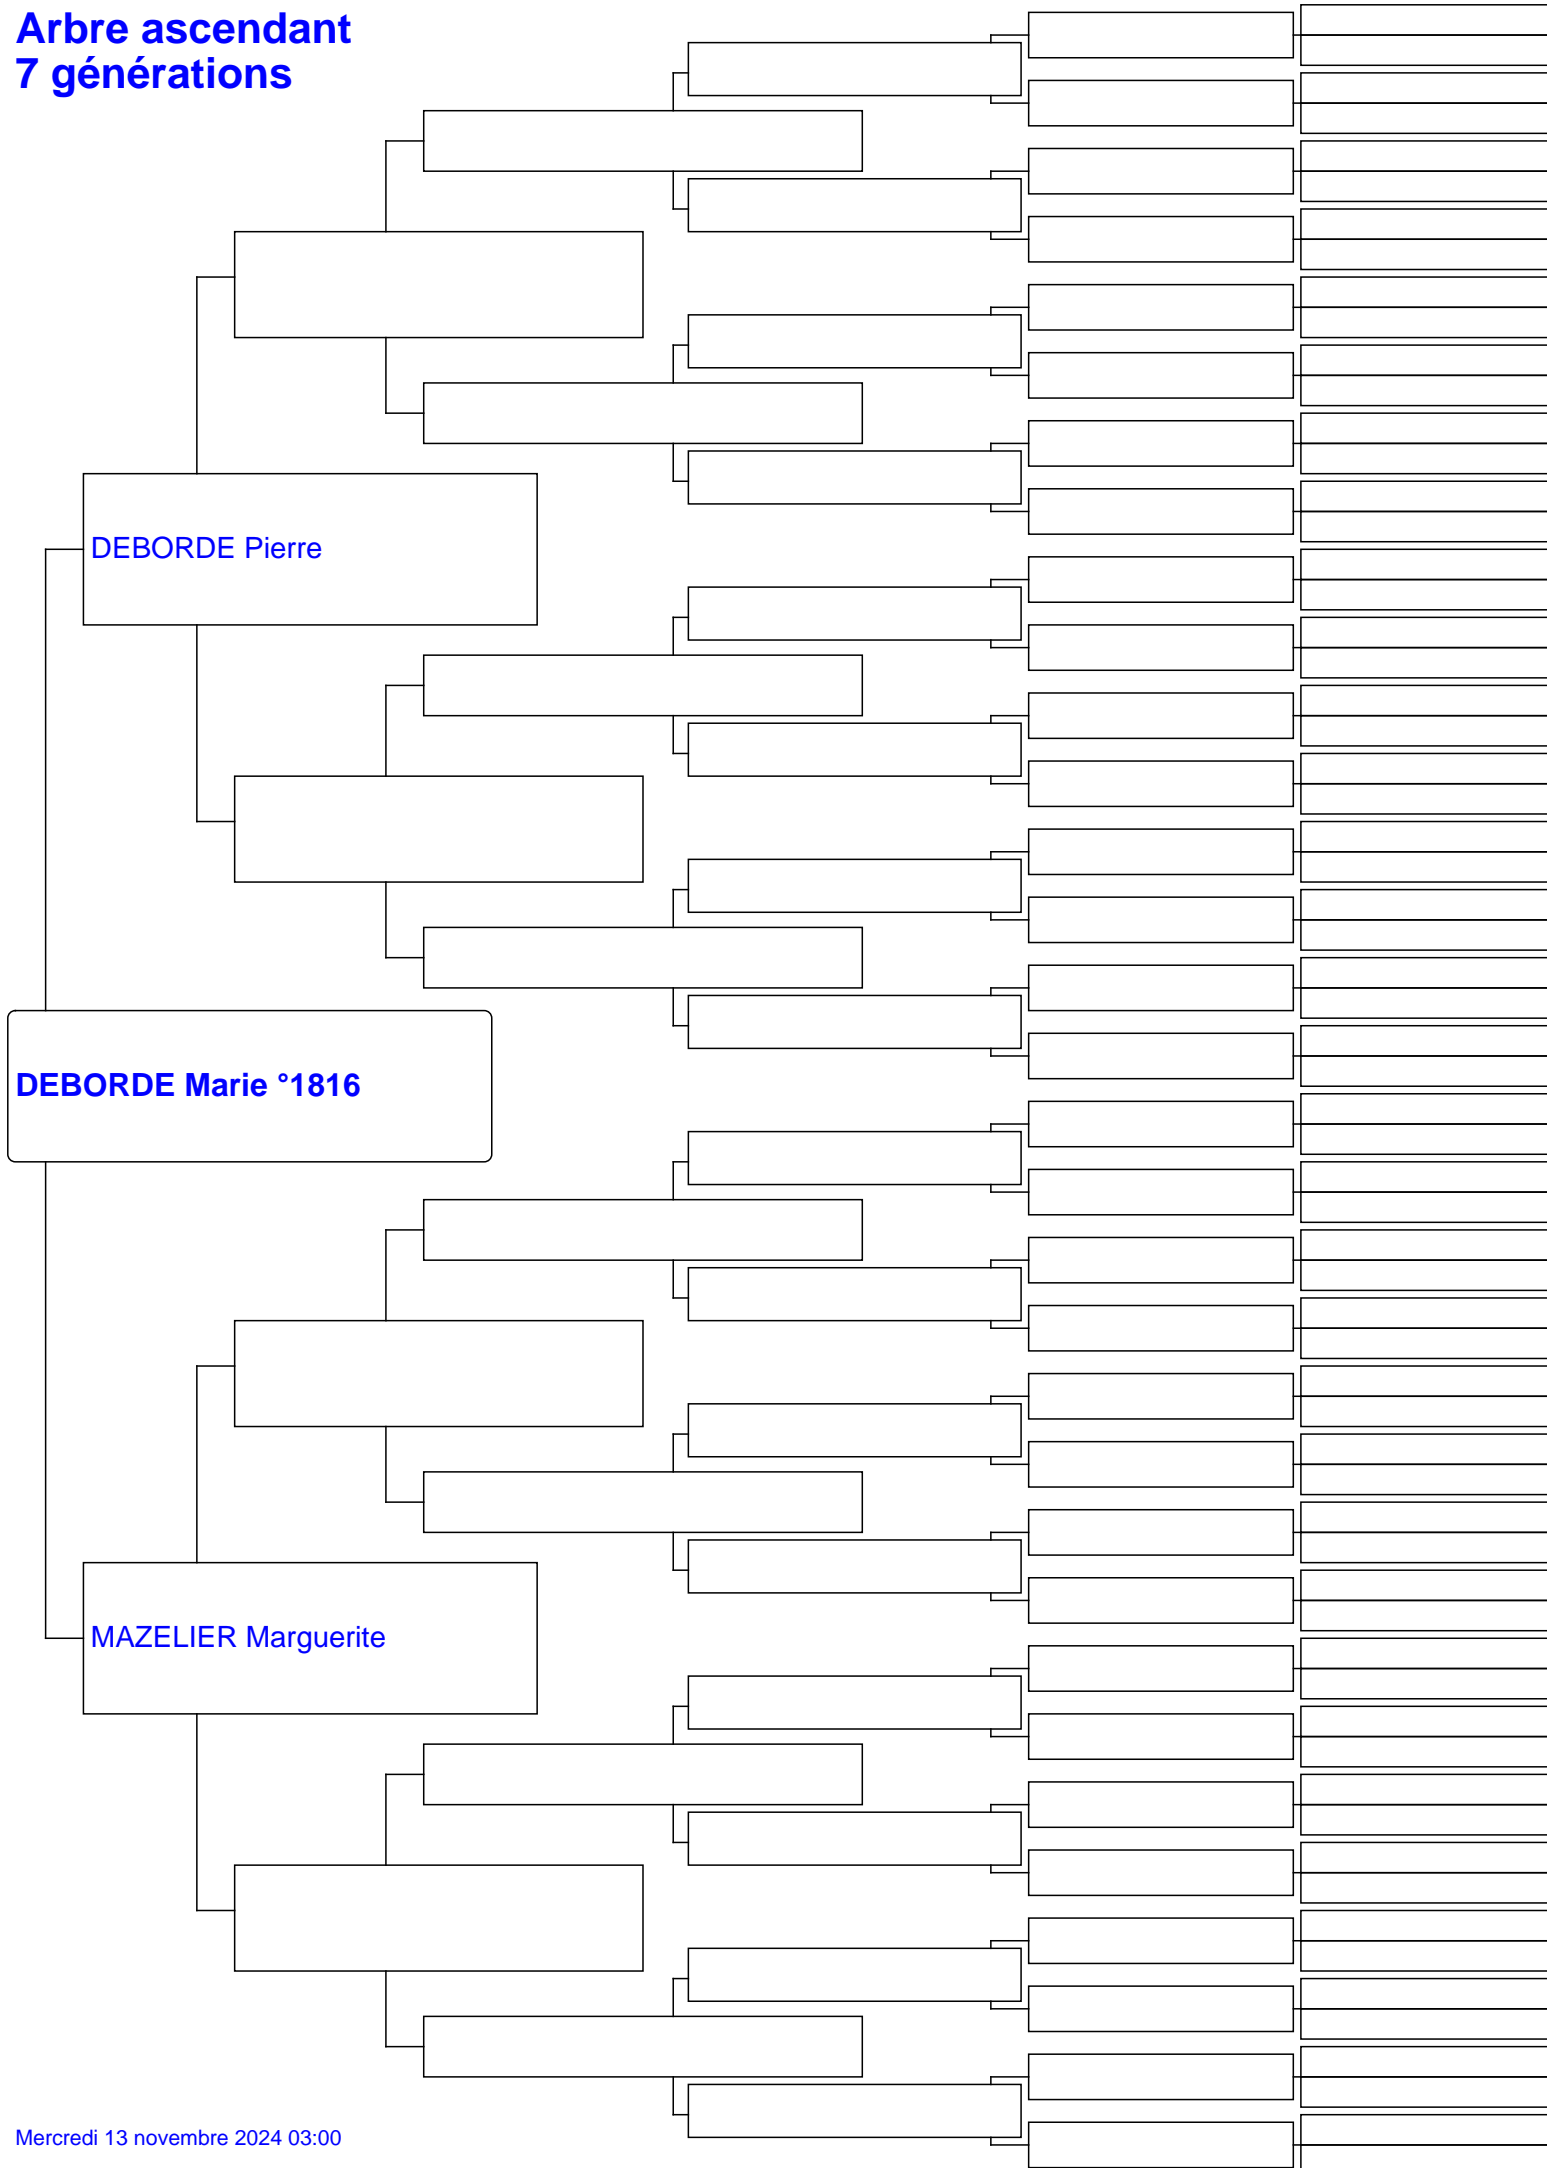 Arbre ascendant
7 générations
DEBORDE Pierre
DEBORDE Marie °1816
MAZELIER Marguerite
Mercredi 13 novembre 2024 03:00